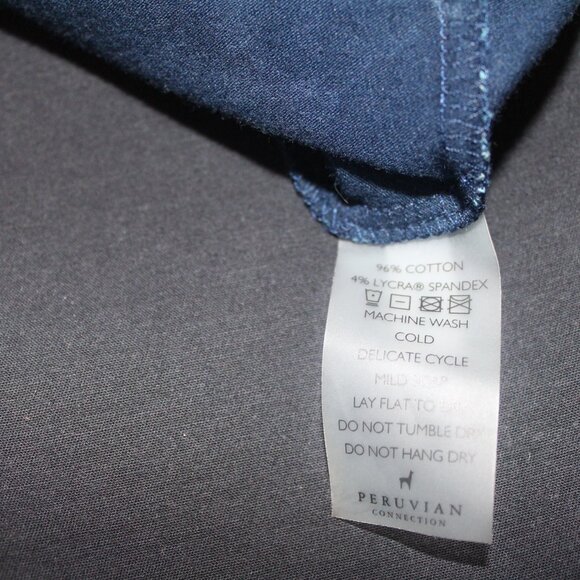 96% COTTON
4% LYCRA® SPANDEX
MACHINE WASH
COLD
DELICATE CYCLE
MILD SOAP
LAY FLAT TO DRY
DO NOT TUMBLE DRY
DO NOT HANG DRY
PERUVIAN
CONNECTION